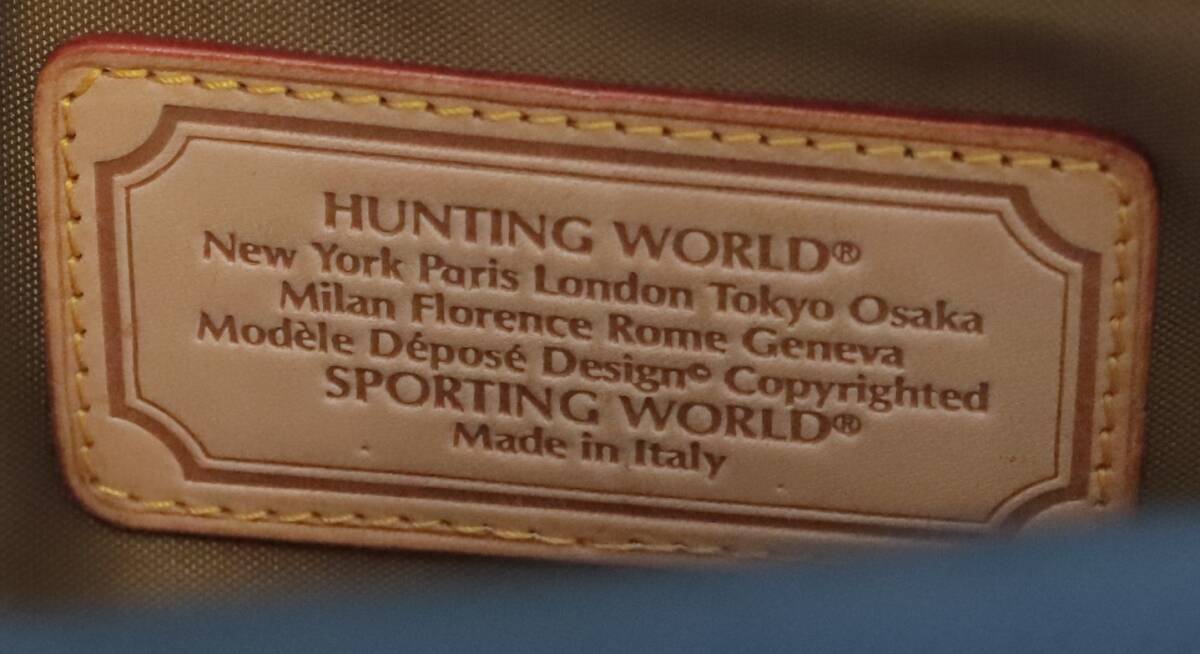 HUNTING WORLD®
New York Paris London Tokyo Osaka
Milan Florence Rome Geneva
Modèle Déposé Design© Copyrighted
SPORTING WORLD®
Made in Italy